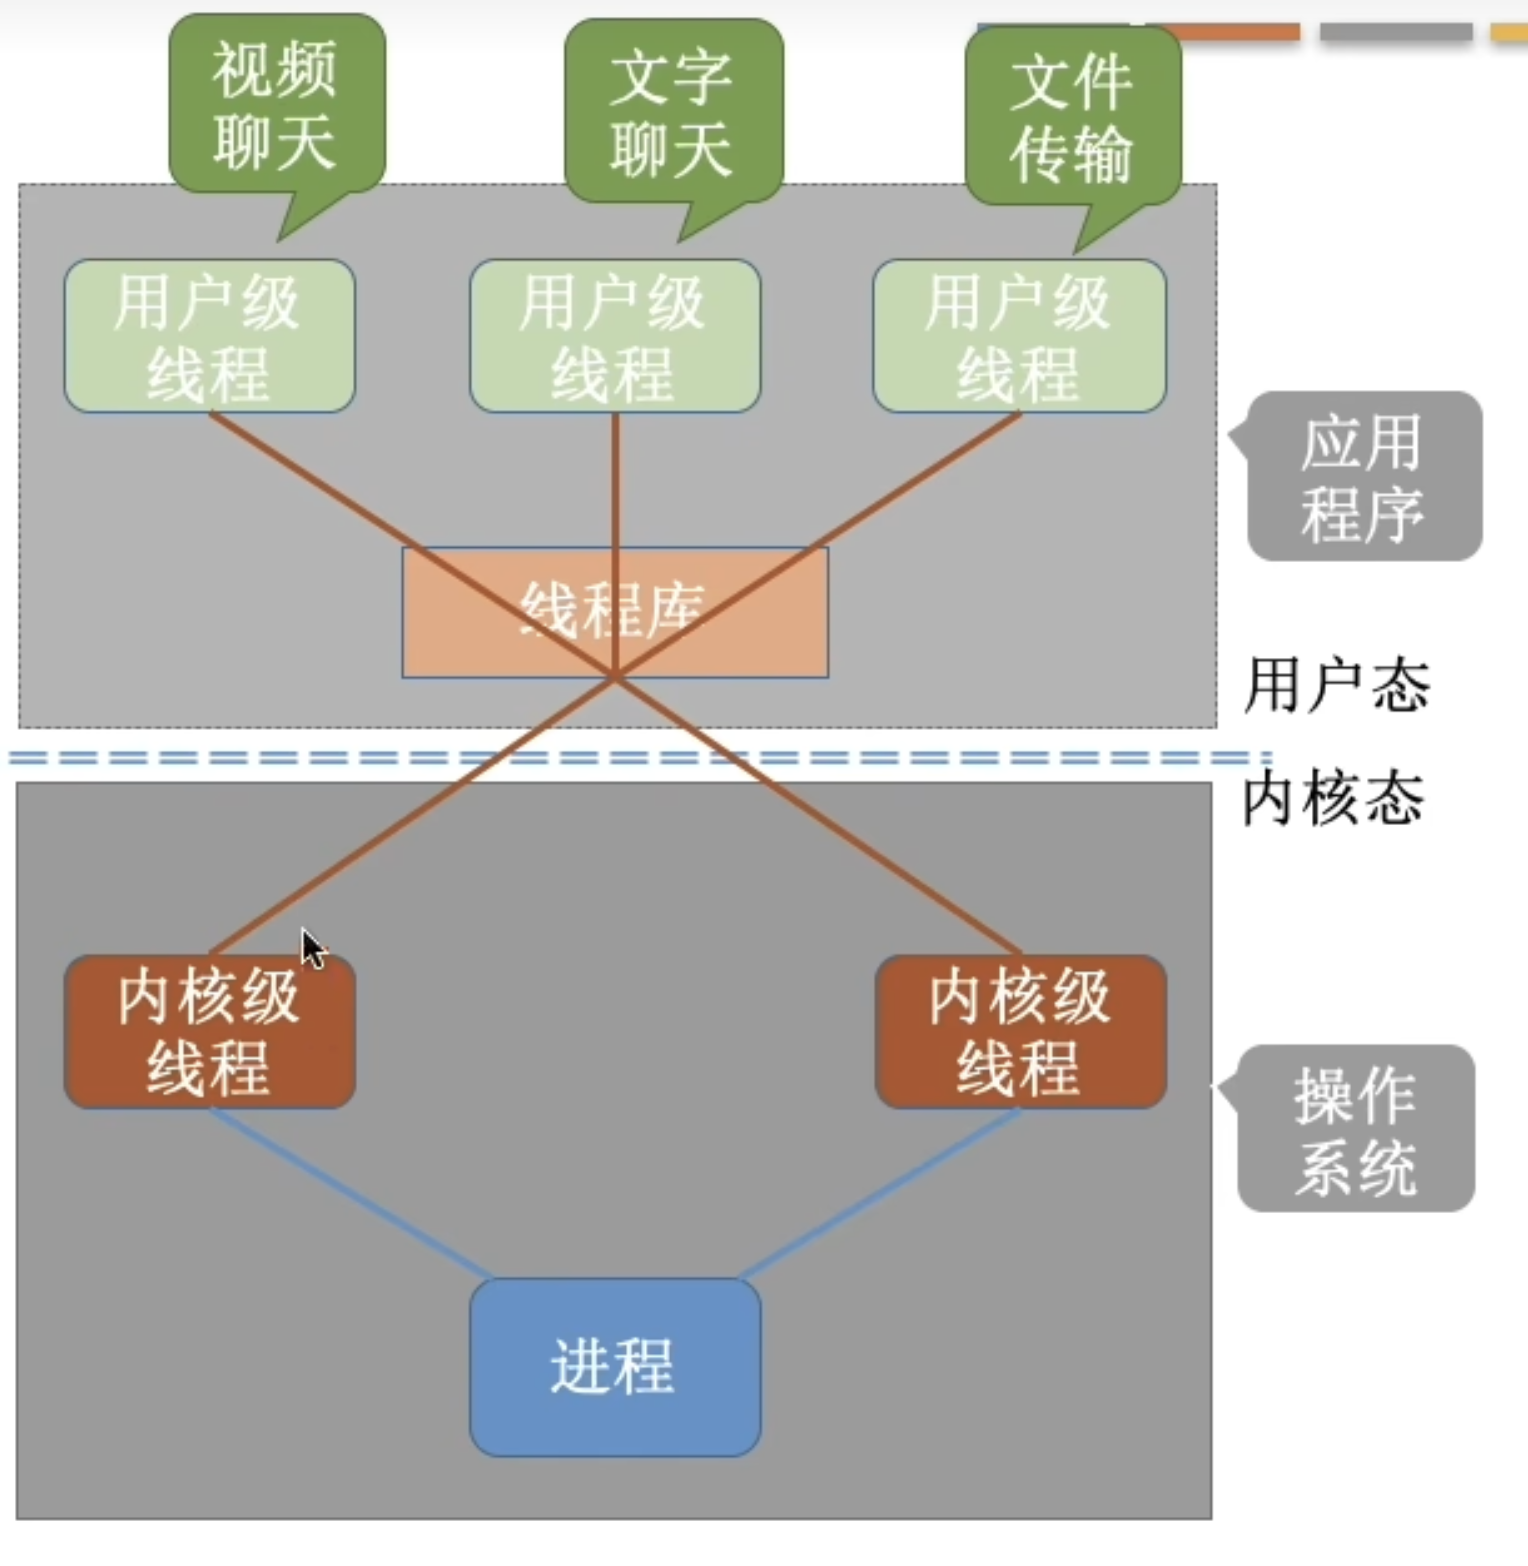 视频
聊天
文字
聊天
文件
传输
用户级
线程
用户级
线程
用户级
线程
应用
程序
线程库
用户态
内核态
内核级
线程
内核级
线程
操作
系统
进程